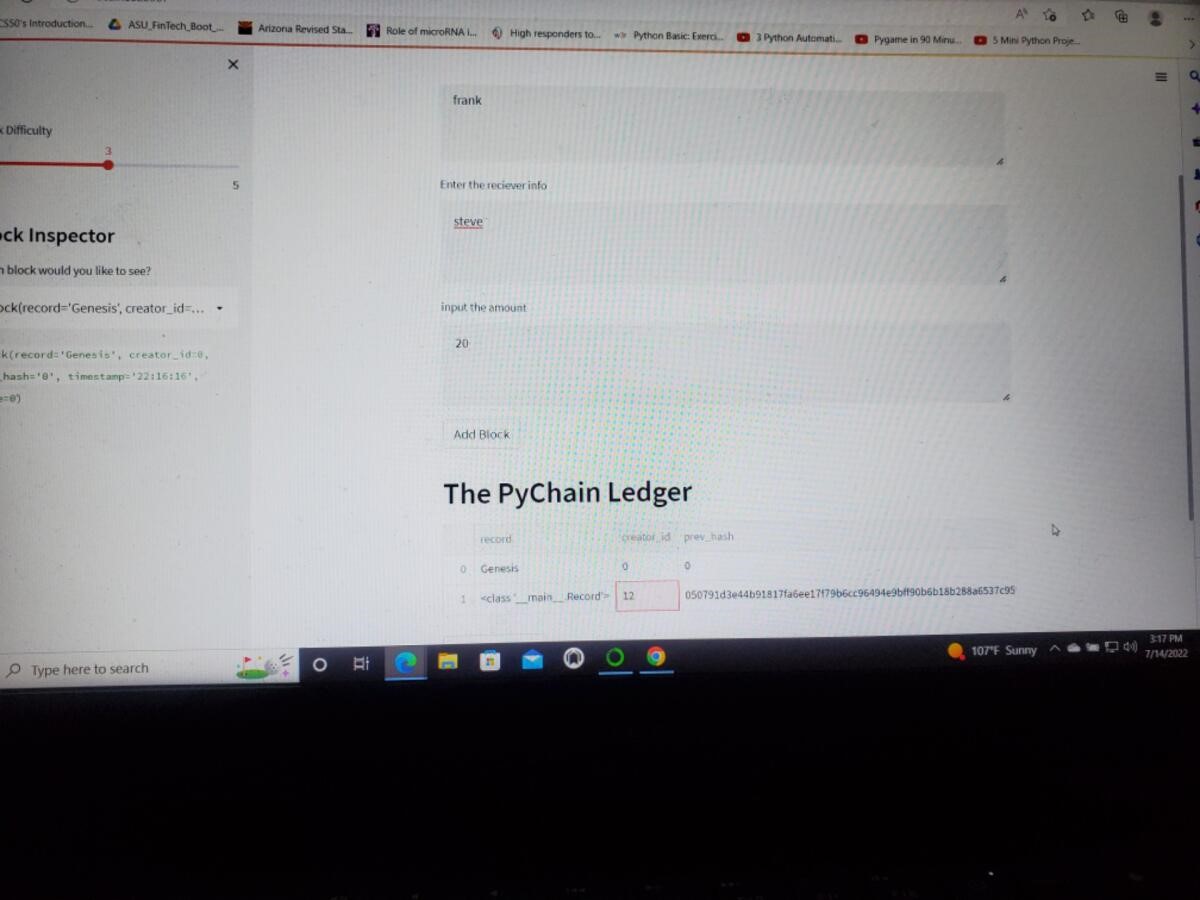 CS50's Introduction... ASU_FinTech_Boot_... Arizona Revised Sta... Role of microRNA i... High responders to... Python Basic: Exerci... 3 Python Automati... Pygame in 90 Minu... 5 Mini Python Proje...
Difficulty
3
5
ck Inspector
block would you like to see?
ock(record='Genesis', creator_id=...
k(record='Genesis', creator_id=0,
_hash='0', timestamp='22:16:16',
=0)
frank
Enter the reciever info
steve
input the amount
20
Add Block
The PyChain Ledger
record creator_id prev_hash
0 Genesis 0 0
1 <class '__main__.Record'> 12 050791d3e44b91817fa6ee17f79b6cc96494e9bff90b6b18b288a6537c95
Type here to search
107°F Sunny
3:17 PM
7/14/2022